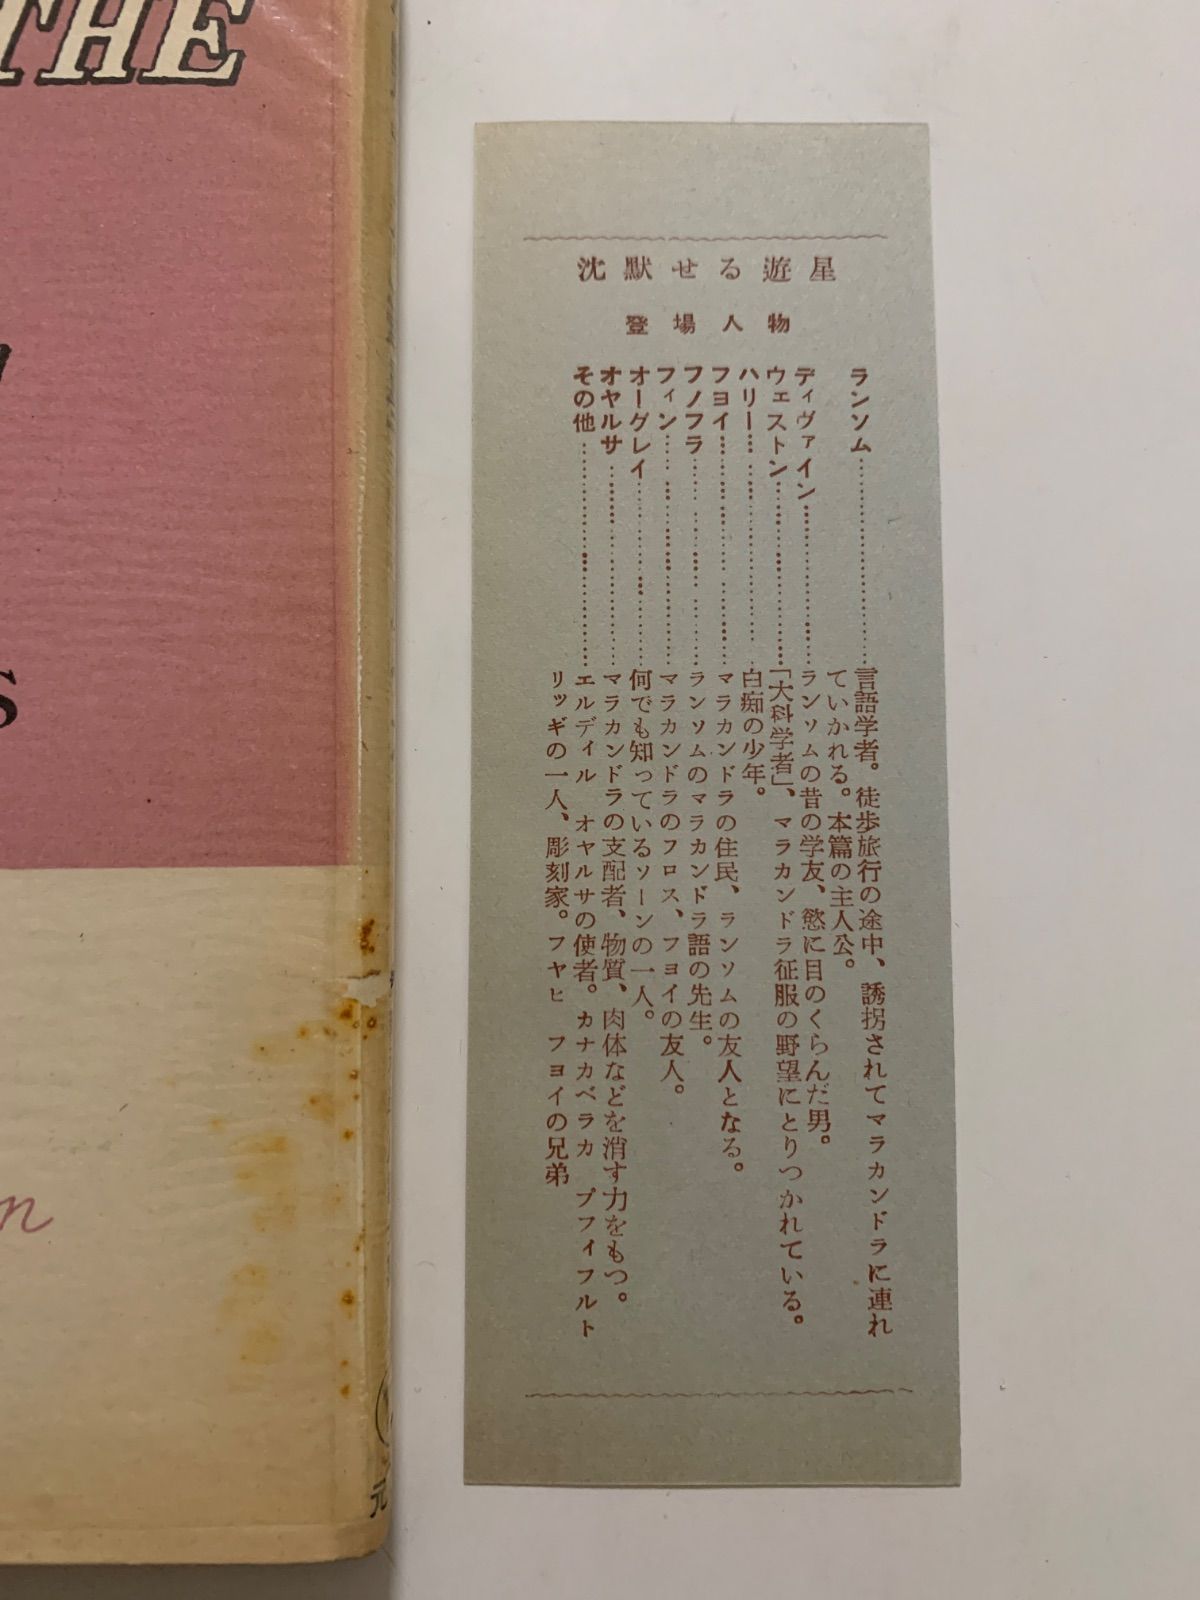 THE
S
n
元
沈黙せる遊星
登場人物
ランソム……言語学者。徒歩旅行の途中、誘拐されてマラカンドラに連れ
ていかれる。本篇の主人公。
ディヴァイン……ランソムの昔の学友、慾に目のくらんだ男。
ウェストン……「大科学者」、マラカンドラ征服の野望にとりつかれている。
ハリー……白痴の少年。
フヨイ……マラカンドラの住民、ランソムの友人となる。
フノフラ……ランソムのマラカンドラ語の先生。
フィン……マラカンドラのフロス、フヨイの友人。
オーグレイ……何でも知っているソーンの一人。
オヤルサ……マラカンドラの支配者、物質、肉体などを消す力をもつ。
その他……エルディル オヤルサの使者。カナカベラカ プフィフルト
リッギの一人、彫刻家。フヤヒ フヨイの兄弟